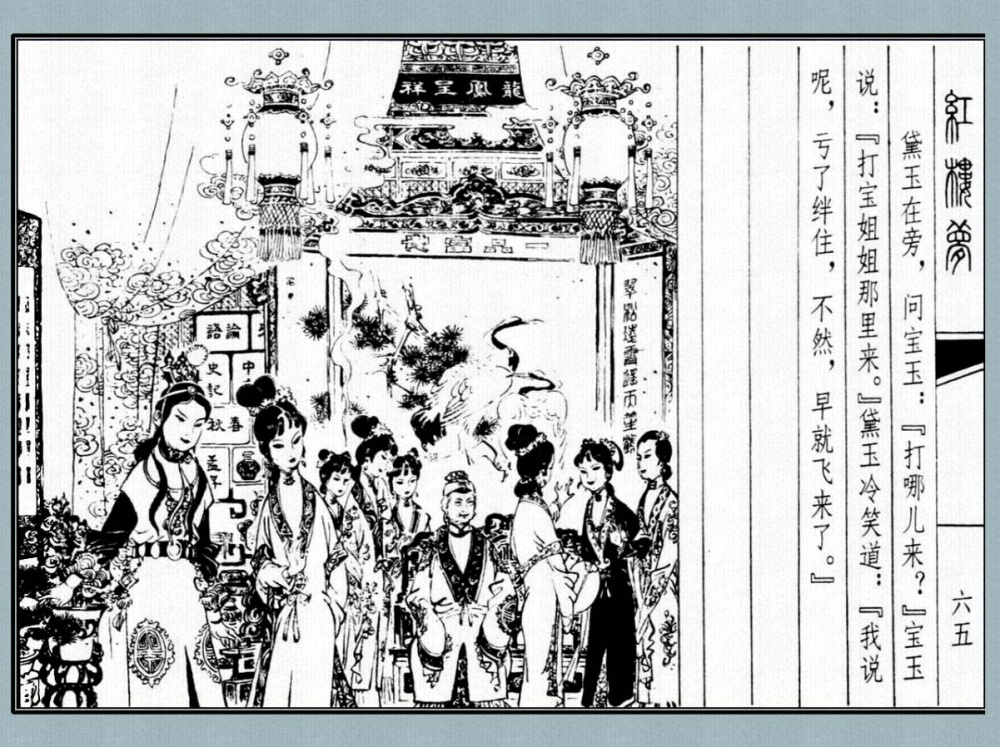 紅樓夢
六五
黛玉在旁，问宝玉：『打哪儿来？』宝玉
说：『打宝姐姐那里来。』黛玉冷笑道：『我说
呢，亏了绊住，不然，早就飞来了。』
龍鳳呈祥
一品富貴
論語
史記
中
春秋
孟子